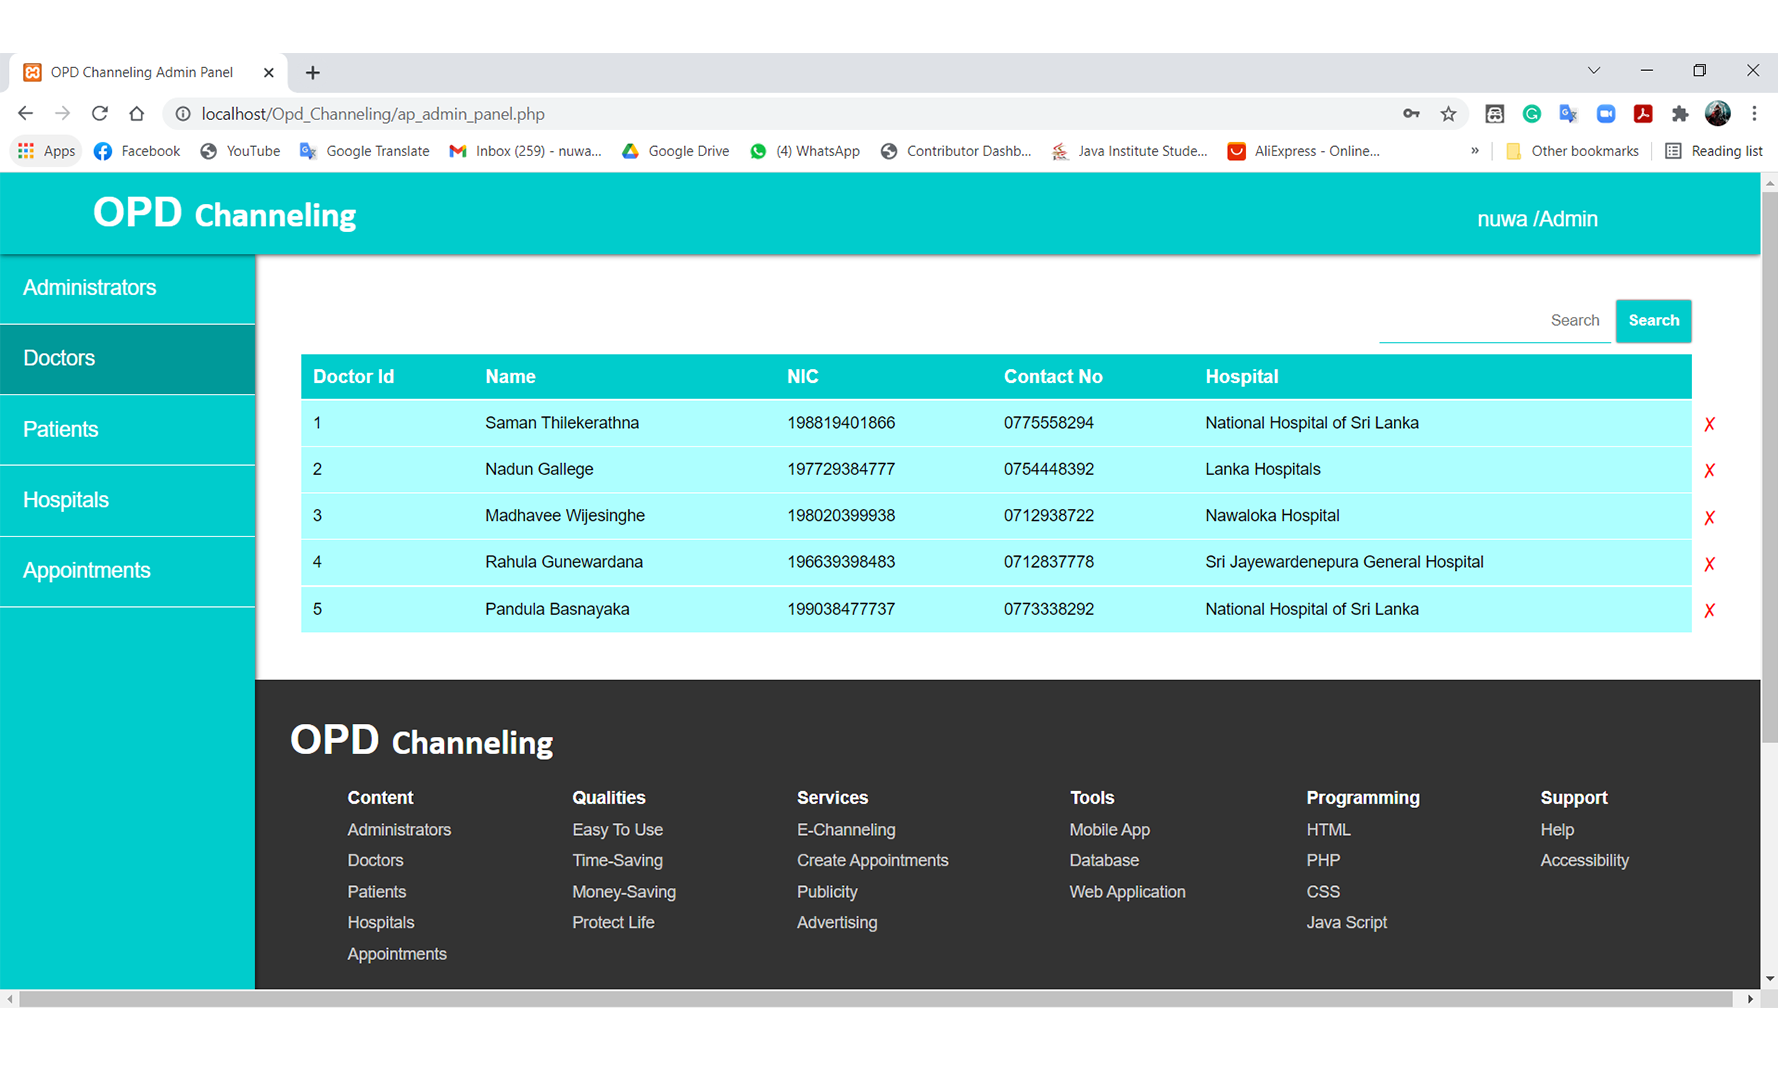 OPD Channeling Admin Panel
localhost/Opd_Channeling/ap_admin_panel.php
Apps Facebook YouTube Google Translate Inbox (259) - nuwa... Google Drive (4) WhatsApp Contributor Dashb... Java Institute Stude... AliExpress - Online... » Other bookmarks Reading list
OPD Channeling
nuwa /Admin
Administrators
Doctors
Patients
Hospitals
Appointments
Search Search
Doctor Id Name NIC Contact No Hospital
1 Saman Thilekerathna 198819401866 0775558294 National Hospital of Sri Lanka ✗
2 Nadun Gallege 197729384777 0754448392 Lanka Hospitals ✗
3 Madhavee Wijesinghe 198020399938 0712938722 Nawaloka Hospital ✗
4 Rahula Gunewardana 196639398483 0712837778 Sri Jayewardenepura General Hospital ✗
5 Pandula Basnayaka 199038477737 0773338292 National Hospital of Sri Lanka ✗
OPD Channeling
Content Qualities Services Tools Programming Support
Administrators Easy To Use E-Channeling Mobile App HTML Help
Doctors Time-Saving Create Appointments Database PHP Accessibility
Patients Money-Saving Publicity Web Application CSS
Hospitals Protect Life Advertising Java Script
Appointments